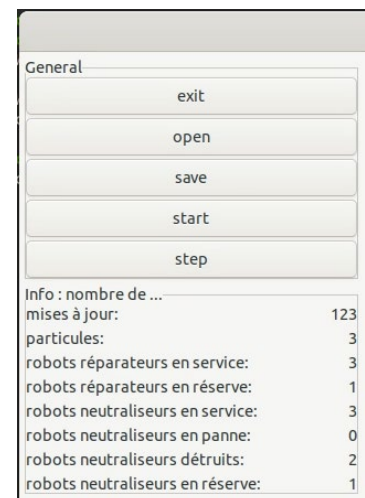 General
exit
open
save
start
step
Info : nombre de ...
mises à jour: 123
particules: 3
robots réparateurs en service: 3
robots réparateurs en réserve: 1
robots neutraliseurs en service: 3
robots neutraliseurs en panne: 0
robots neutraliseurs détruits: 2
robots neutraliseurs en réserve: 1